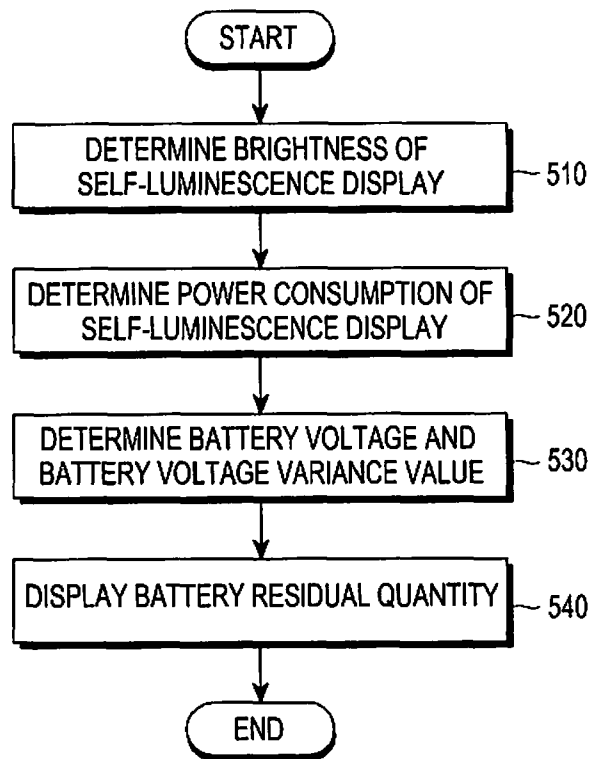 START
DETERMINE BRIGHTNESS OF
SELF-LUMINESCENCE DISPLAY
510
DETERMINE POWER CONSUMPTION OF
SELF-LUMINESCENCE DISPLAY
520
DETERMINE BATTERY VOLTAGE AND
BATTERY VOLTAGE VARIANCE VALUE
530
DISPLAY BATTERY RESIDUAL QUANTITY
540
END